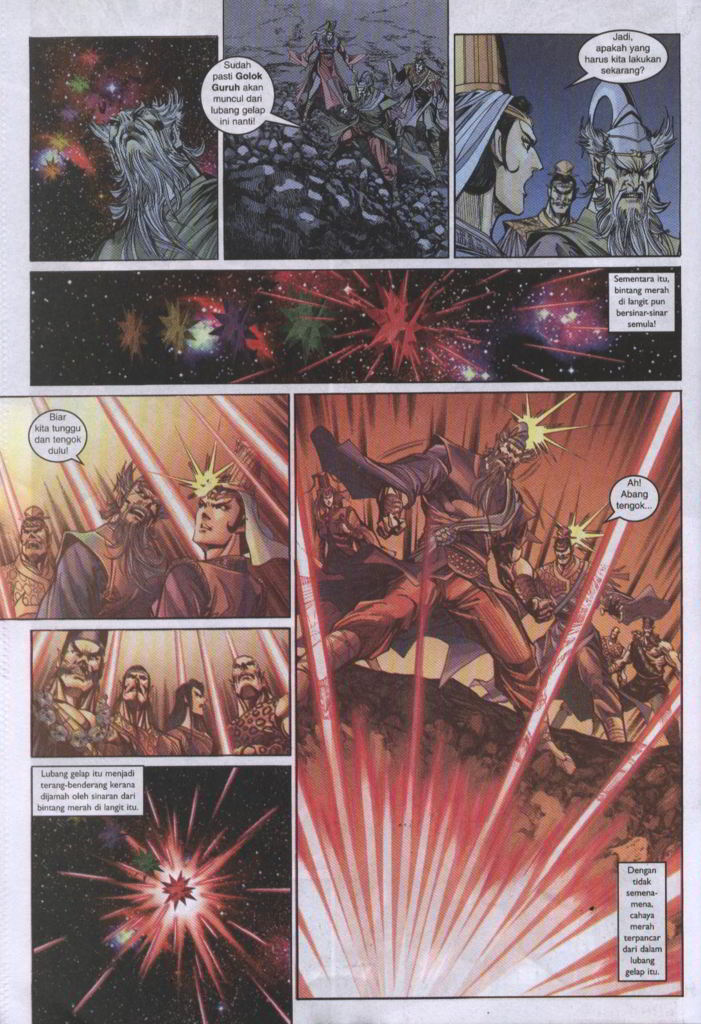 Sudah
pasti Golok
Guruh akan
muncul dari
lubang gelap
ini nanti!
Jadi,
apakah yang
harus kita lakukan
sekarang?
Sementara itu,
bintang merah
di langit pun
bersinar-sinar
semula!
Biar
kita tunggu
dan tengok
dulu!
Ah!
Abang
tengok...
Lubang gelap itu menjadi
terang-benderang kerana
dijamah oleh sinaran dari
bintang merah di langit itu.
Dengan
tidak
semena-
mena,
cahaya
merah
terpancar
dari dalam
lubang
gelap itu.